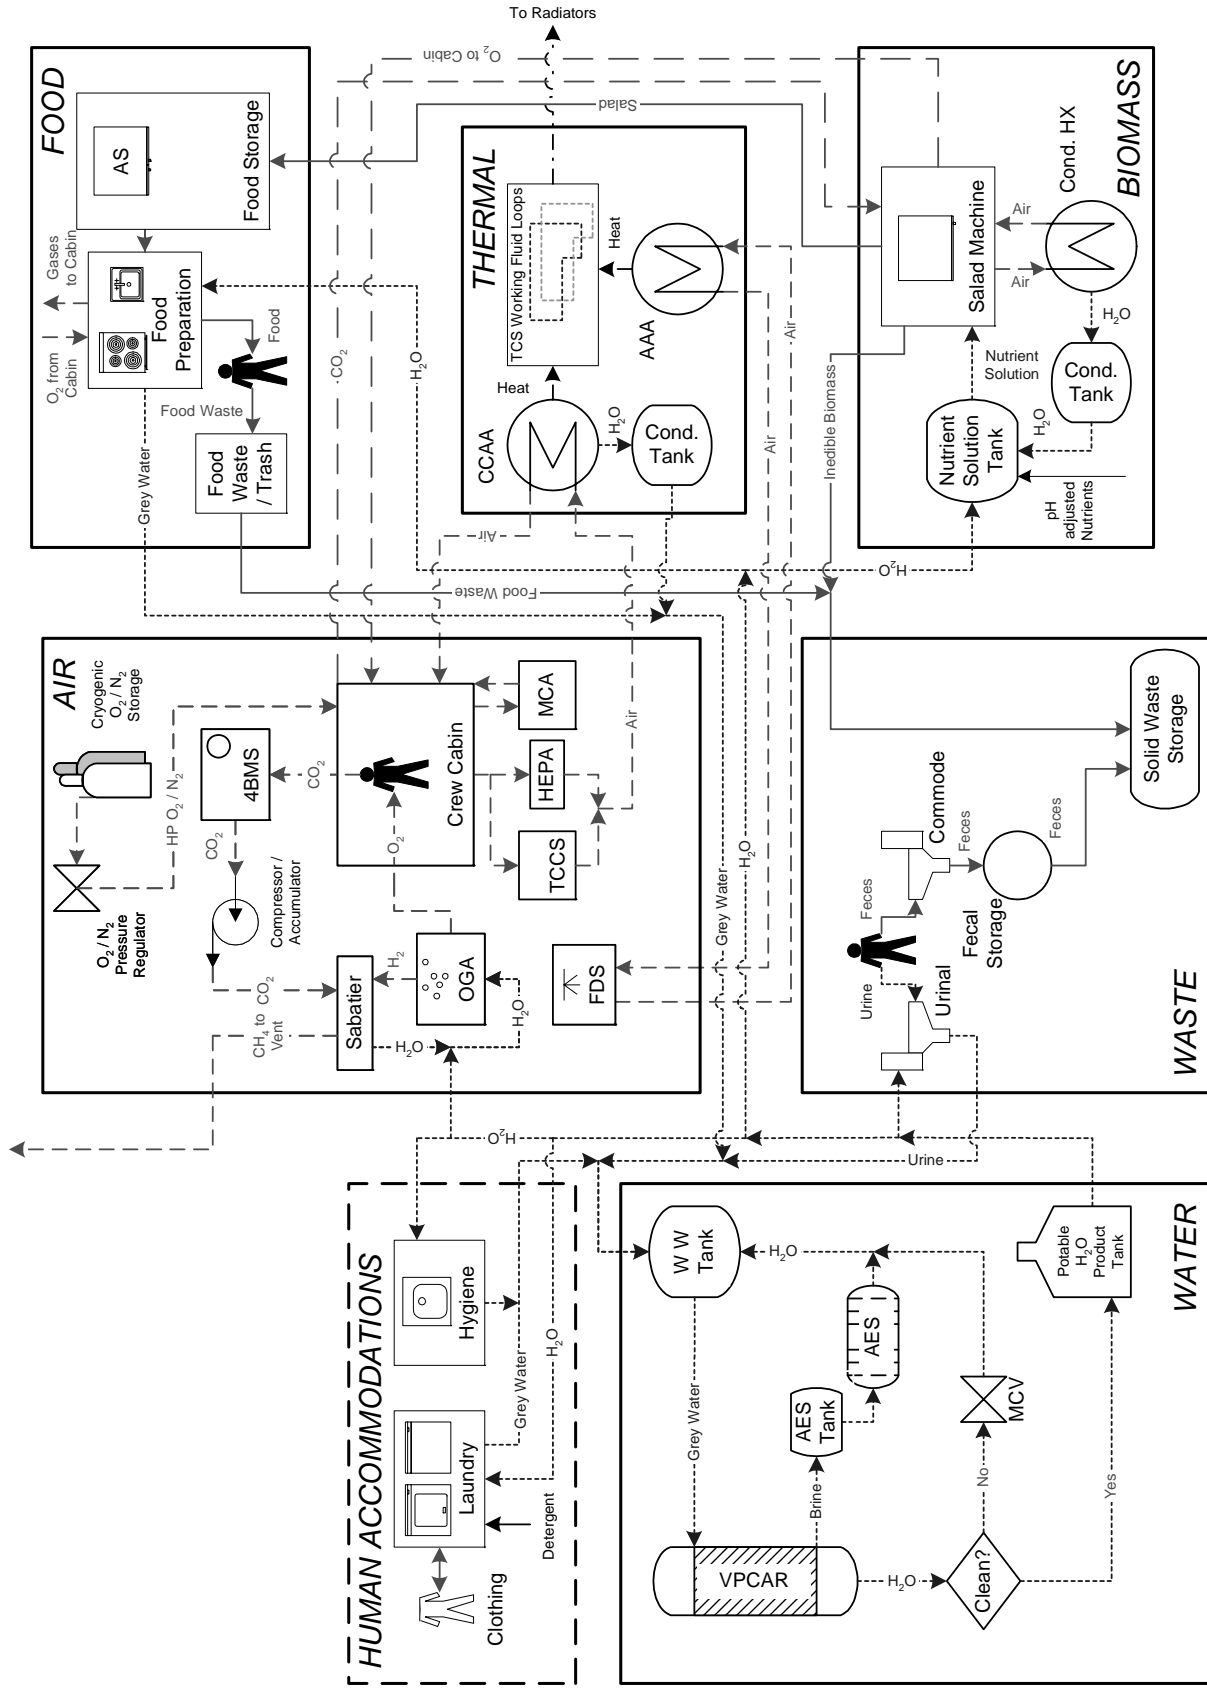 To Radiators
FOOD
AS
Food Storage
Gases
to Cabin
O2 from
Cabin
Food
Preparation
Food
Food Waste
Food
Waste
/ Trash
Grey Water
CO2
H2O
O2 to Cabin
Salad
THERMAL
TCS Working Fluid Loops
Heat
Heat
AAA
CCAA
H2O
Cond.
Tank
Air
Air
Air
Air
BIOMASS
Cond. HX
Salad Machine
Air
Air
H2O
Cond.
Tank
H2O
Nutrient
Solution
Nutrient
Solution
Tank
pH
adjusted
Nutrients
Inedible Biomass
H2O
Food Waste
AIR
Cryogenic
O2 / N2
Storage
HP O2 / N2
O2 / N2
Pressure
Regulator
4BMS
CO2
CO2
Compressor /
Accumulator
CO2
CH4 to
Vent
Sabatier
H2
H2O
OGA
H2O
O2
Crew Cabin
MCA
HEPA
TCCS
FDS
Grey Water
H2O
WASTE
Solid Waste
Storage
Commode
Feces
Feces
Feces
Fecal
Storage
Urine
Urinal
Urine
H2O
HUMAN ACCOMMODATIONS
Hygiene
Laundry
Grey Water
H2O
Detergent
Clothing
WATER
W W
Tank
H2O
Grey Water
AES
AES
Tank
Brine
VPCAR
H2O
Clean?
No
MCV
Yes
Potable
H2O
Product
Tank